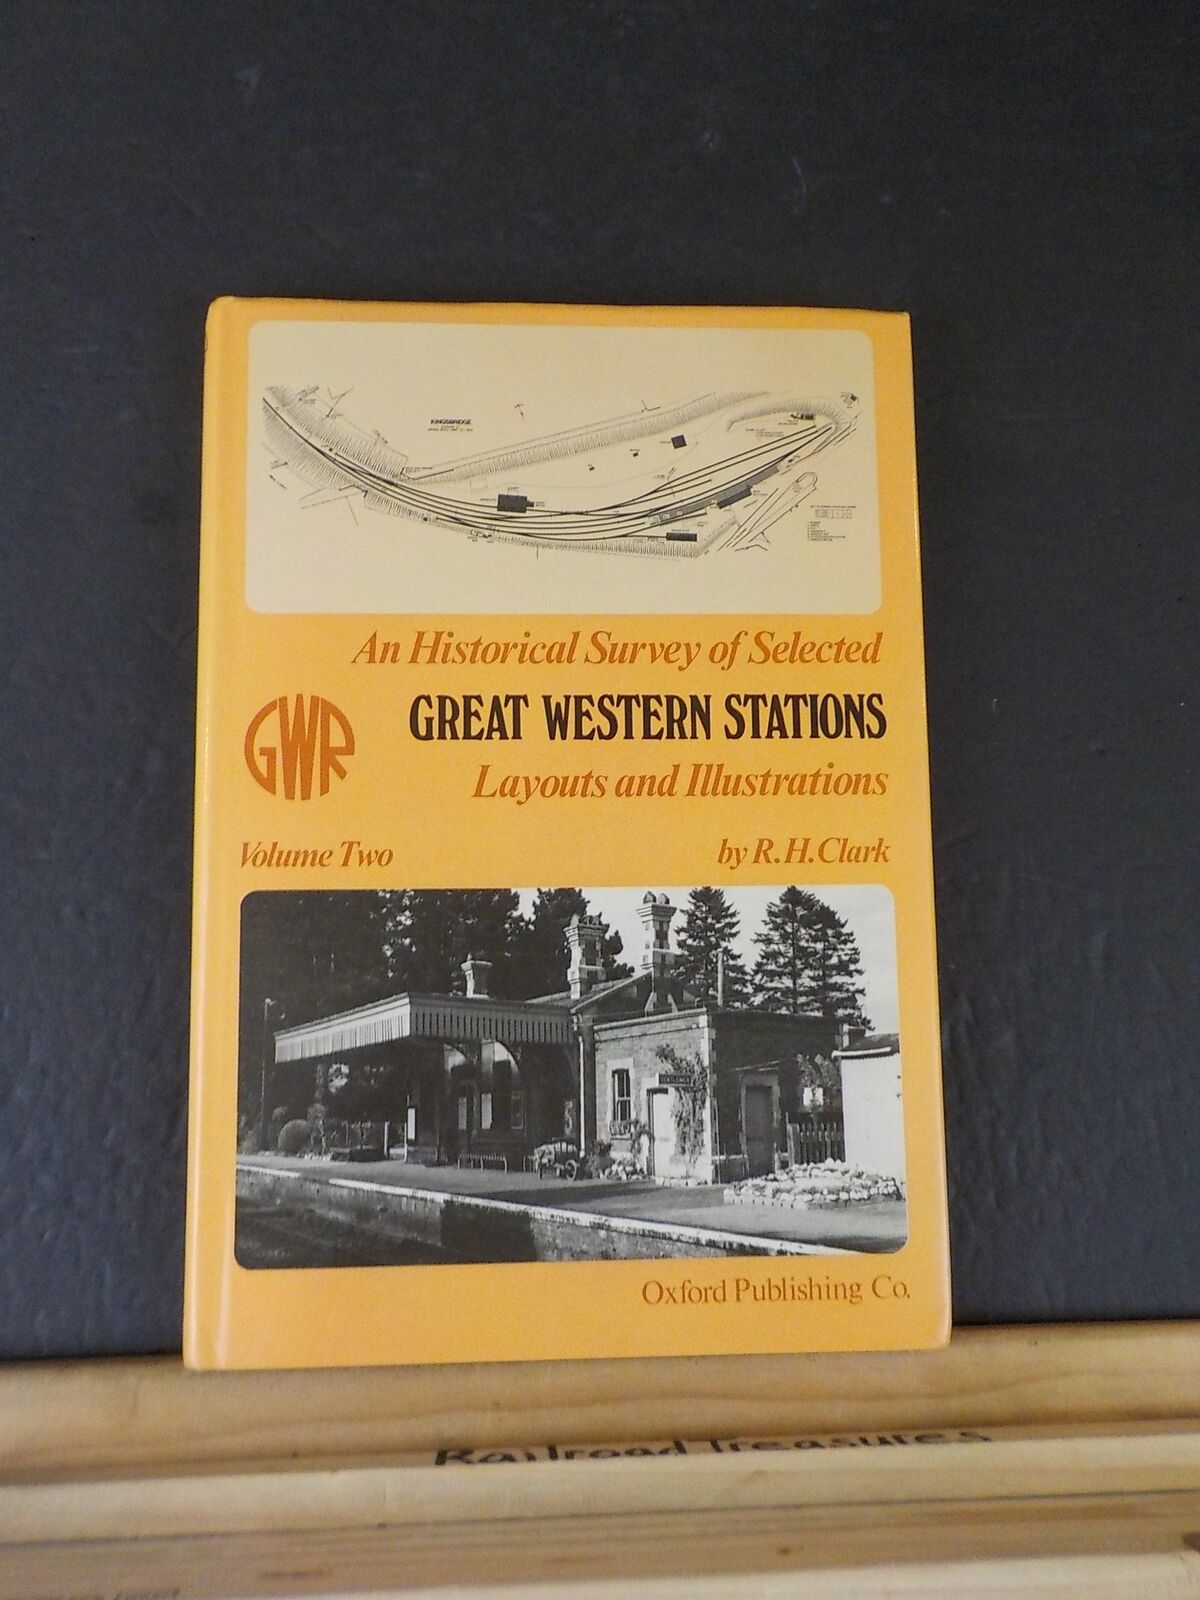 KINGSBRIDGE
An Historical Survey of Selected
GWR
GREAT WESTERN STATIONS
Layouts and Illustrations
Volume Two
by R.H.Clark
GENTLEMEN
Oxford Publishing Co.
Railroad Treasures